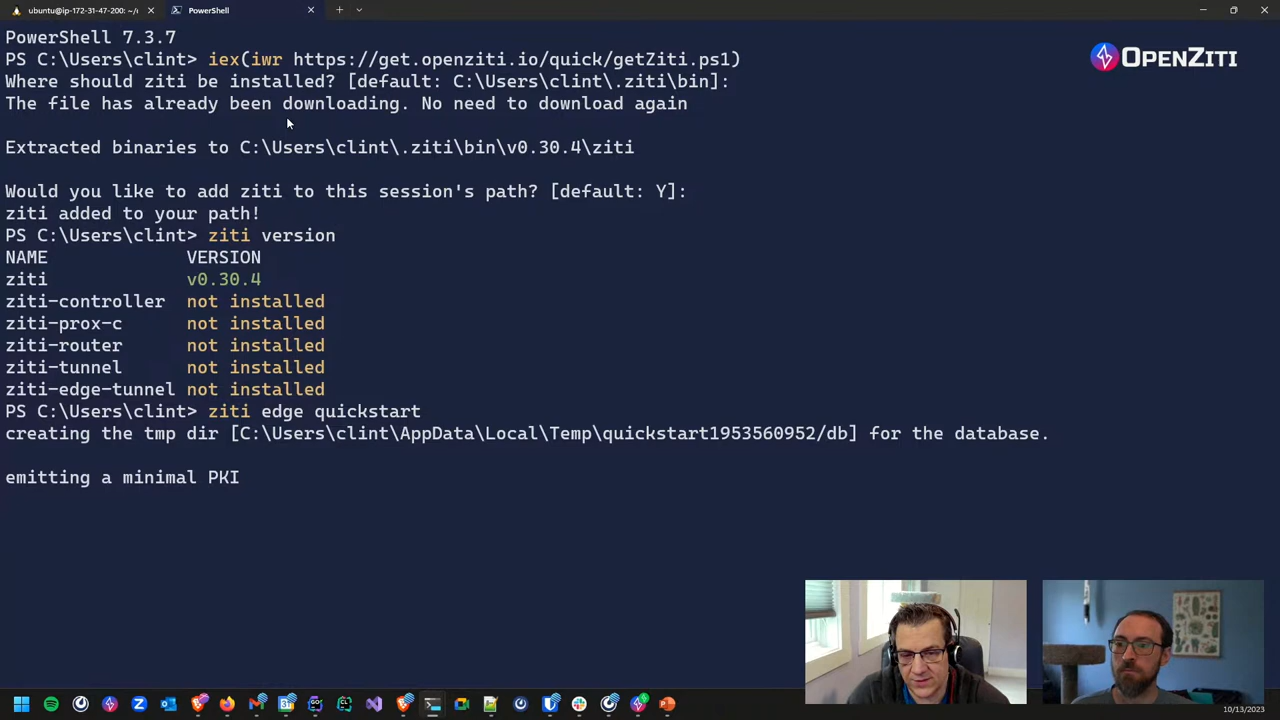 ubuntu@ip-172-31-47-200: ~/
PowerShell
PowerShell 7.3.7
PS C:\Users\clint> iex(iwr https://get.openziti.io/quick/getZiti.ps1)
Where should ziti be installed? [default: C:\Users\clint\.ziti\bin]:
The file has already been downloading. No need to download again
Extracted binaries to C:\Users\clint\.ziti\bin\v0.30.4\ziti
Would you like to add ziti to this session's path? [default: Y]:
ziti added to your path!
PS C:\Users\clint> ziti version
NAME VERSION
ziti v0.30.4
ziti-controller not installed
ziti-prox-c not installed
ziti-router not installed
ziti-tunnel not installed
ziti-edge-tunnel not installed
PS C:\Users\clint> ziti edge quickstart
creating the tmp dir [C:\Users\clint\AppData\Local\Temp\quickstart1953560952/db] for the database.
emitting a minimal PKI
OPENZITI
10/13/2023